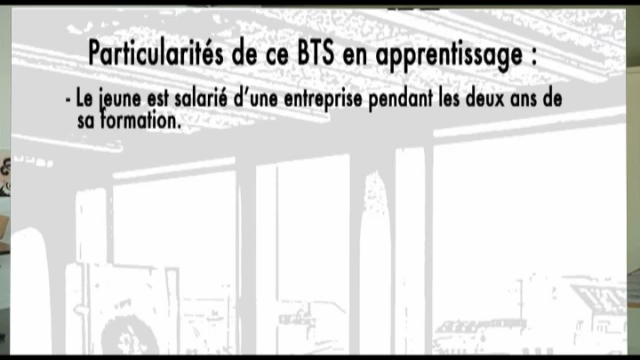 Particularités de ce BTS en apprentissage :
- Le jeune est salarié d'une entreprise pendant les deux ans de
sa formation.